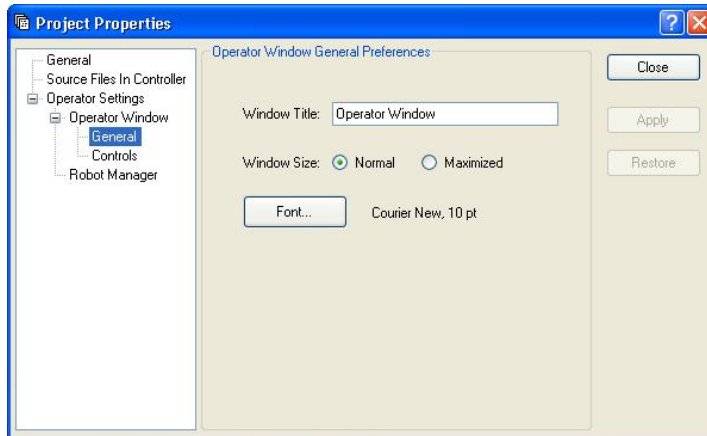 Project Properties
General
Source Files In Controller
Operator Settings
Operator Window
General
Controls
Robot Manager
Operator Window General Preferences
Window Title: Operator Window
Window Size: Normal Maximized
Font... Courier New, 10 pt
Close
Apply
Restore